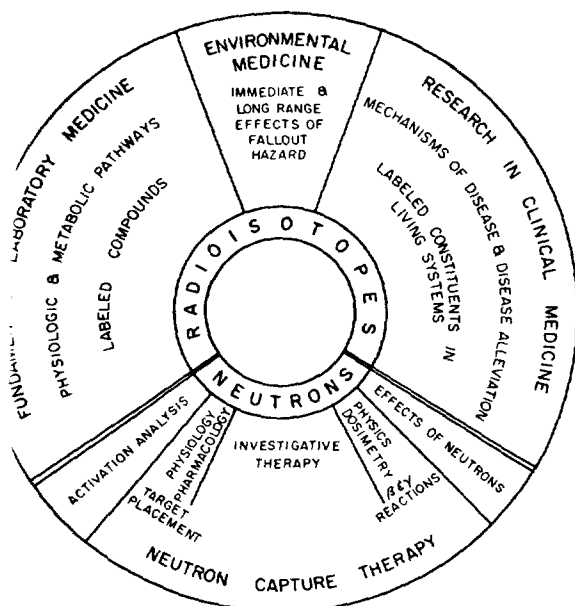 ENVIRONMENTAL
MEDICINE
IMMEDIATE &
LONG RANGE
EFFECTS OF
FALLOUT
HAZARD
LABORATORY MEDICINE
PHYSIOLOGIC & METABOLIC PATHWAYS
LABELED COMPOUNDS
RESEARCH IN CLINICAL MEDICINE
MECHANISMS OF DISEASE & DISEASE ALLEVIATION
LABELED CONSTITUENTS IN
LIVING SYSTEMS
RADIOISOTOPES
NEUTRONS
ACTIVATION ANALYSIS
PHYSIOLOGY
PHARMACOLOGY
TARGET
PLACEMENT
INVESTIGATIVE
THERAPY
PHYSICS
DOSIMETRY
β&γ
REACTIONS
EFFECTS OF NEUTRONS
NEUTRON CAPTURE THERAPY